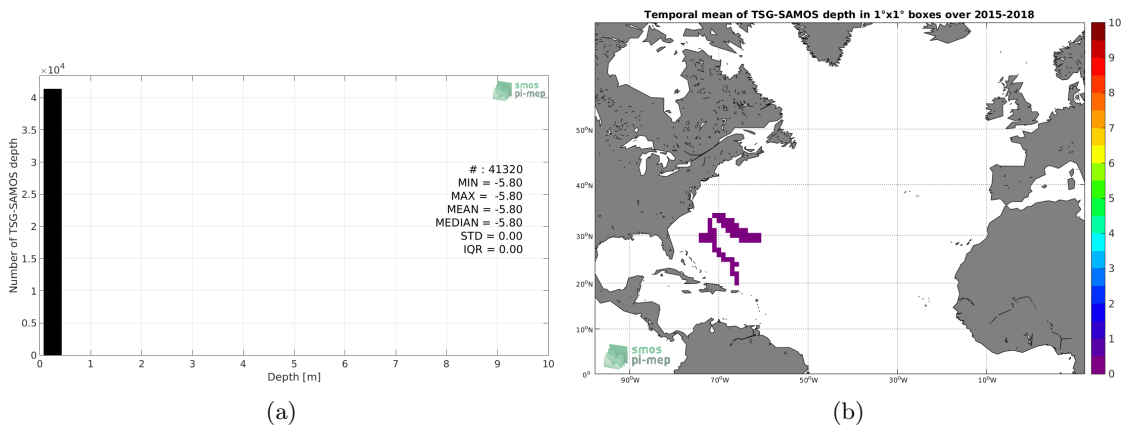 Temporal mean of TSG-SAMOS depth in 1°x1° boxes over 2015-2018
×10⁴
4
3.5
3
2.5
2
1.5
1
0.5
0
Number of TSG-SAMOS depth
smos
pi-mep
# : 41320
MIN = -5.80
MAX = -5.80
MEAN = -5.80
MEDIAN = -5.80
STD = 0.00
IQR = 0.00
0 1 2 3 4 5 6 7 8 9 10
Depth [m]
(a)
50°N
40°N
30°N
20°N
10°N
0°
90°W 70°W 50°W 30°W 10°W
smos
pi-mep
10
9
8
7
6
5
4
3
2
1
0
(b)